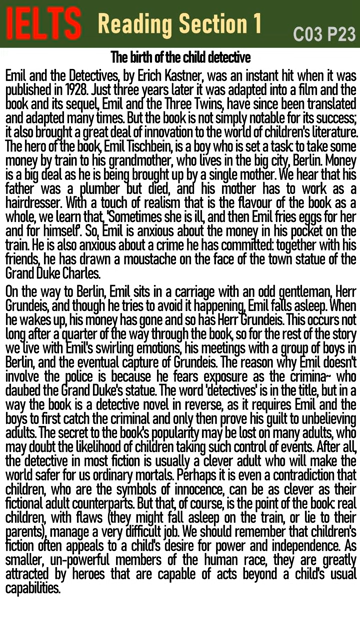 IELTS Reading Section 1 C03 P23
The birth of the child detective
Emil and the Detectives, by Erich Kastner, was an instant hit when it was
published in 1928. Just three years later it was adapted into a film and the
book and its sequel, Emil and the Three Twins, have since been translated
and adapted many times. But the book is not simply notable for its success;
it also brought a great deal of innovation to the world of children's literature.
The hero of the book, Emil Tischbein, is a boy who is set a task: to take some
money by train to his grandmother, who lives in the big city, Berlin. Money
is a big deal as he is being brought up by a single mother. We hear that his
father was a plumber but died, and his mother has to work as a
hairdresser. With a touch of realism that is the flavour of the book as a
whole, we learn that, 'Sometimes she is ill, and then Emil fries eggs for her
and for himself'. So, Emil is anxious about the money in his pocket on the
train. He is also anxious about a crime he has committed: together with his
friends, he has drawn a moustache on the face of the town statue of the
Grand Duke Charles.
On the way to Berlin, Emil sits in a carriage with an odd gentleman, Herr
Grundeis, and though he tries to avoid it happening, Emil falls asleep. When
he wakes up, his money has gone and so has Herr Grundeis. This occurs not
long after a quarter of the way through the book, so for the rest of the story
we live with Emil's swirling emotions, his meetings with a group of boys in
Berlin, and the eventual capture of Grundeis. The reason why Emil doesn't
involve the police is because he fears exposure as the crimina~ who
daubed the Grand Duke's statue. The word 'detectives' is in the title, but in a
way the book is a detective novel in reverse, as it requires Emil and the
boys to first catch the criminal and only then prove his guilt to unbelieving
adults. The secret to the book's popularity may be lost on many adults, who
may doubt the likelihood of children taking such control of events. After all,
the detective in most fiction is usually a clever adult who will make the
world safer for us ordinary mortals. Perhaps it is even a contradiction that
children, who are the symbols of innocence, can be as clever as their
fictional adult counterparts. But that, of course, is the point of the book: real
children, with flaws (they might fall asleep on the train, or lie to their
parents), manage a very difficult job. We should remember that children's
fiction often appeals to a child's desire for power and independence. As
smaller, un-powerful members of the human race, they are greatly
attracted by heroes that are capable of acts beyond a child's usual
capabilities.